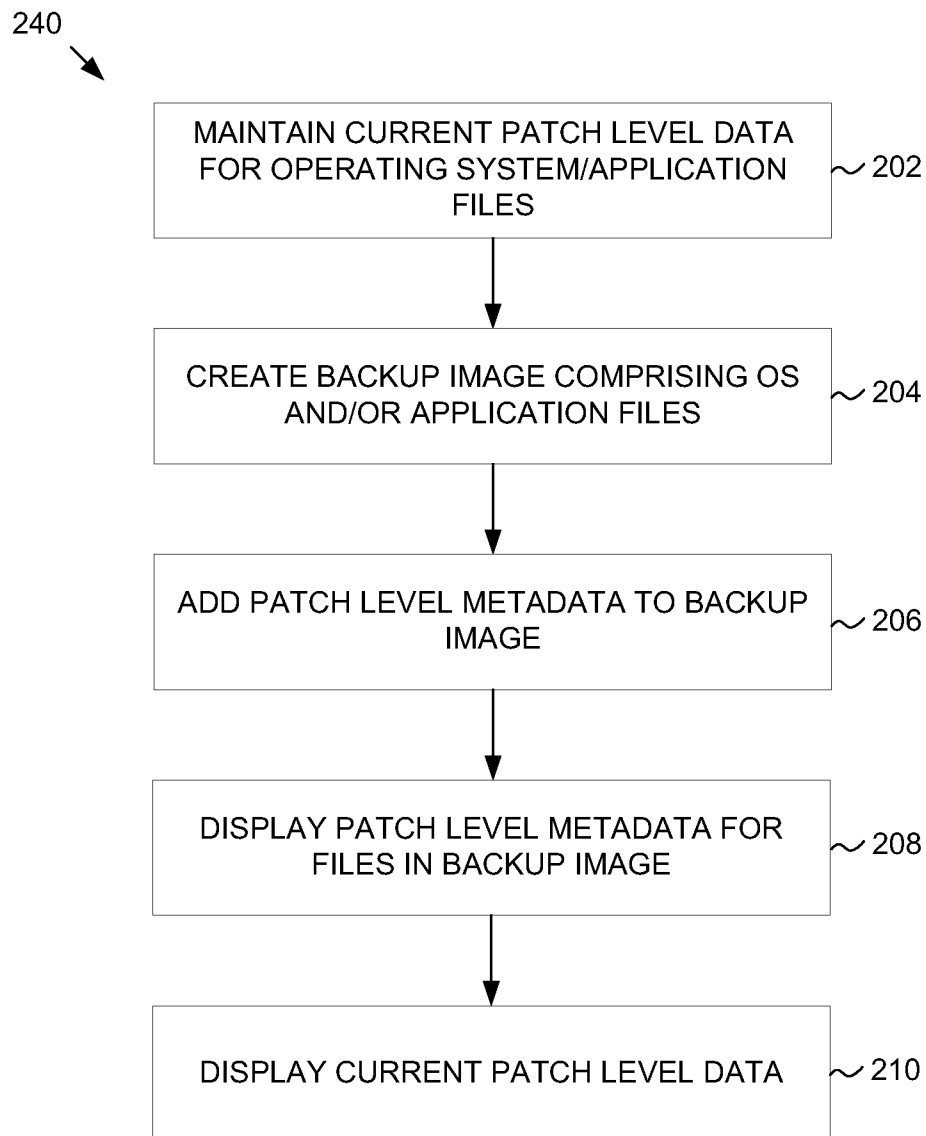 240
MAINTAIN CURRENT PATCH LEVEL DATA
FOR OPERATING SYSTEM/APPLICATION
FILES
202
CREATE BACKUP IMAGE COMPRISING OS
AND/OR APPLICATION FILES
204
ADD PATCH LEVEL METADATA TO BACKUP
IMAGE
206
DISPLAY PATCH LEVEL METADATA FOR
FILES IN BACKUP IMAGE
208
DISPLAY CURRENT PATCH LEVEL DATA
210